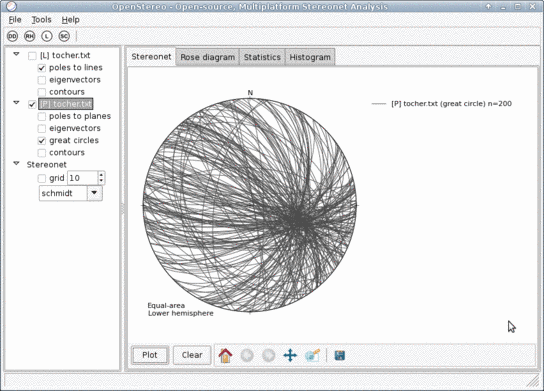 OpenStereo - Open-source, Multiplatform Stereonet Analysis
File Tools Help
DD RH L SC
[L] tocher.txt
poles to lines
eigenvectors
contours
[P] tocher.txt
poles to planes
eigenvectors
great circles
contours
Stereonet
grid 10
schmidt
Stereonet Rose diagram Statistics Histogram
N
[P] tocher.txt (great circle) n=200
Equal-area
Lower hemisphere
Plot Clear